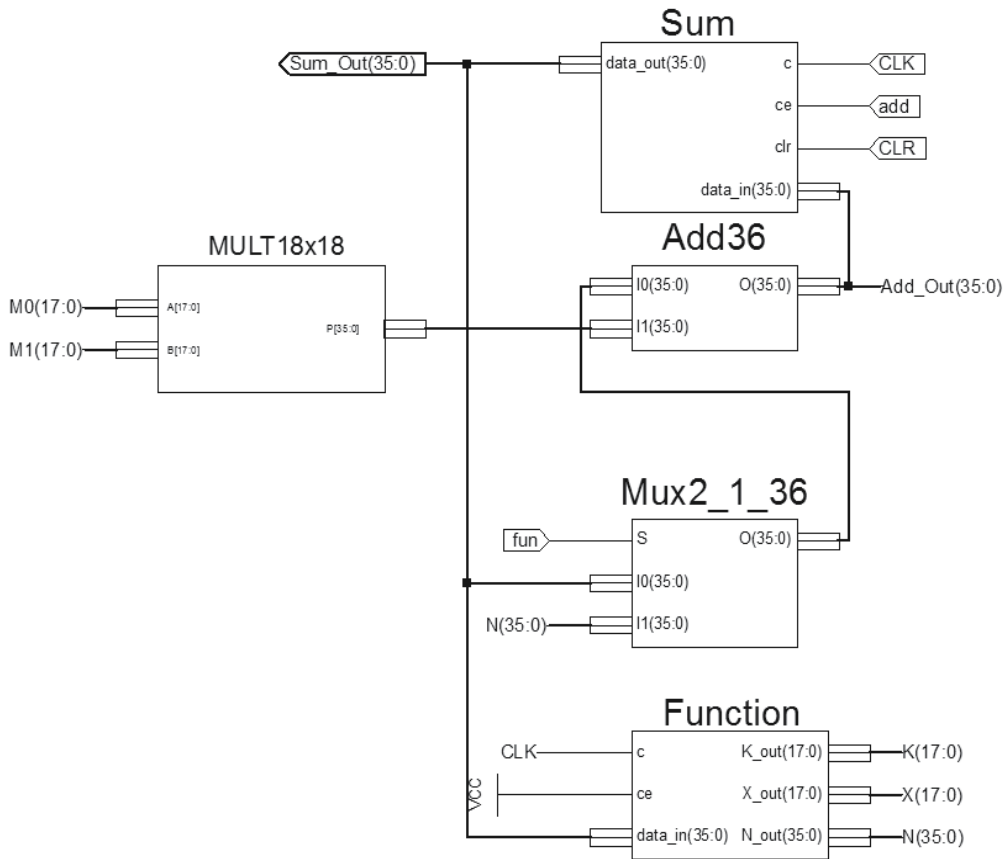 Sum
Sum_Out(35:0)
data_out(35:0)
c
CLK
ce
add
clr
CLR
data_in(35:0)
MULT18x18
M0(17:0)
A[17:0]
P[35:0]
M1(17:0)
B[17:0]
Add36
I0(35:0)
O(35:0)
Add_Out(35:0)
I1(35:0)
Mux2_1_36
fun
S
O(35:0)
I0(35:0)
N(35:0)
I1(35:0)
Function
CLK
c
K_out(17:0)
K(17:0)
VCC
ce
X_out(17:0)
X(17:0)
data_in(35:0)
N_out(35:0)
N(35:0)